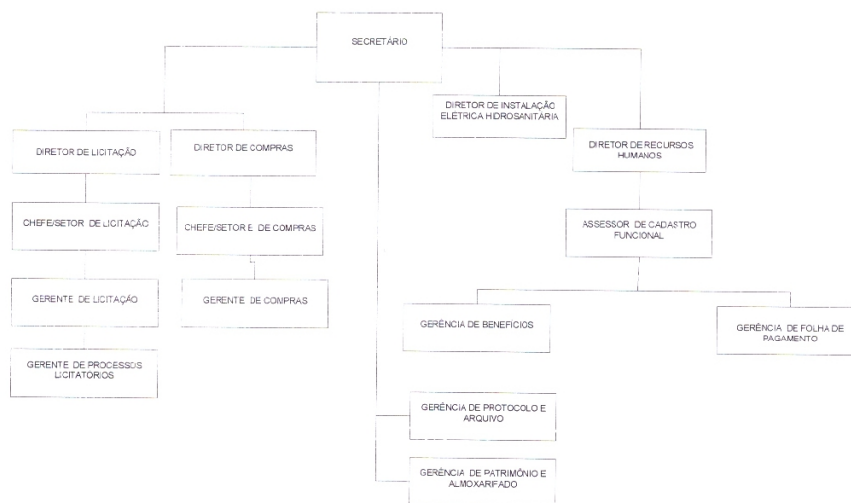 SECRETÁRIO
DIRETOR DE INSTALAÇÃO
ELÉTRICA HIDROSANITÁRIA
DIRETOR DE LICITAÇÃO
DIRETOR DE COMPRAS
DIRETOR DE RECURSOS
HUMANOS
CHEFE/SETOR DE LICITAÇÃO
CHEFE/SETOR E DE COMPRAS
ASSESSOR DE CADASTRO
FUNCIONAL
GERENTE DE LICITAÇÃO
GERENTE DE COMPRAS
GERÊNCIA DE BENEFICIOS
GERÊNCIA DE FOLHA DE
PAGAMENTO
GERENTE DE PROCESSOS
LICITATÓRIOS
GERÊNCIA DE PROTOCOLO E
ARQUIVO
GERÊNCIA DE PATRIMÔNIO E
ALMOXARIFADO